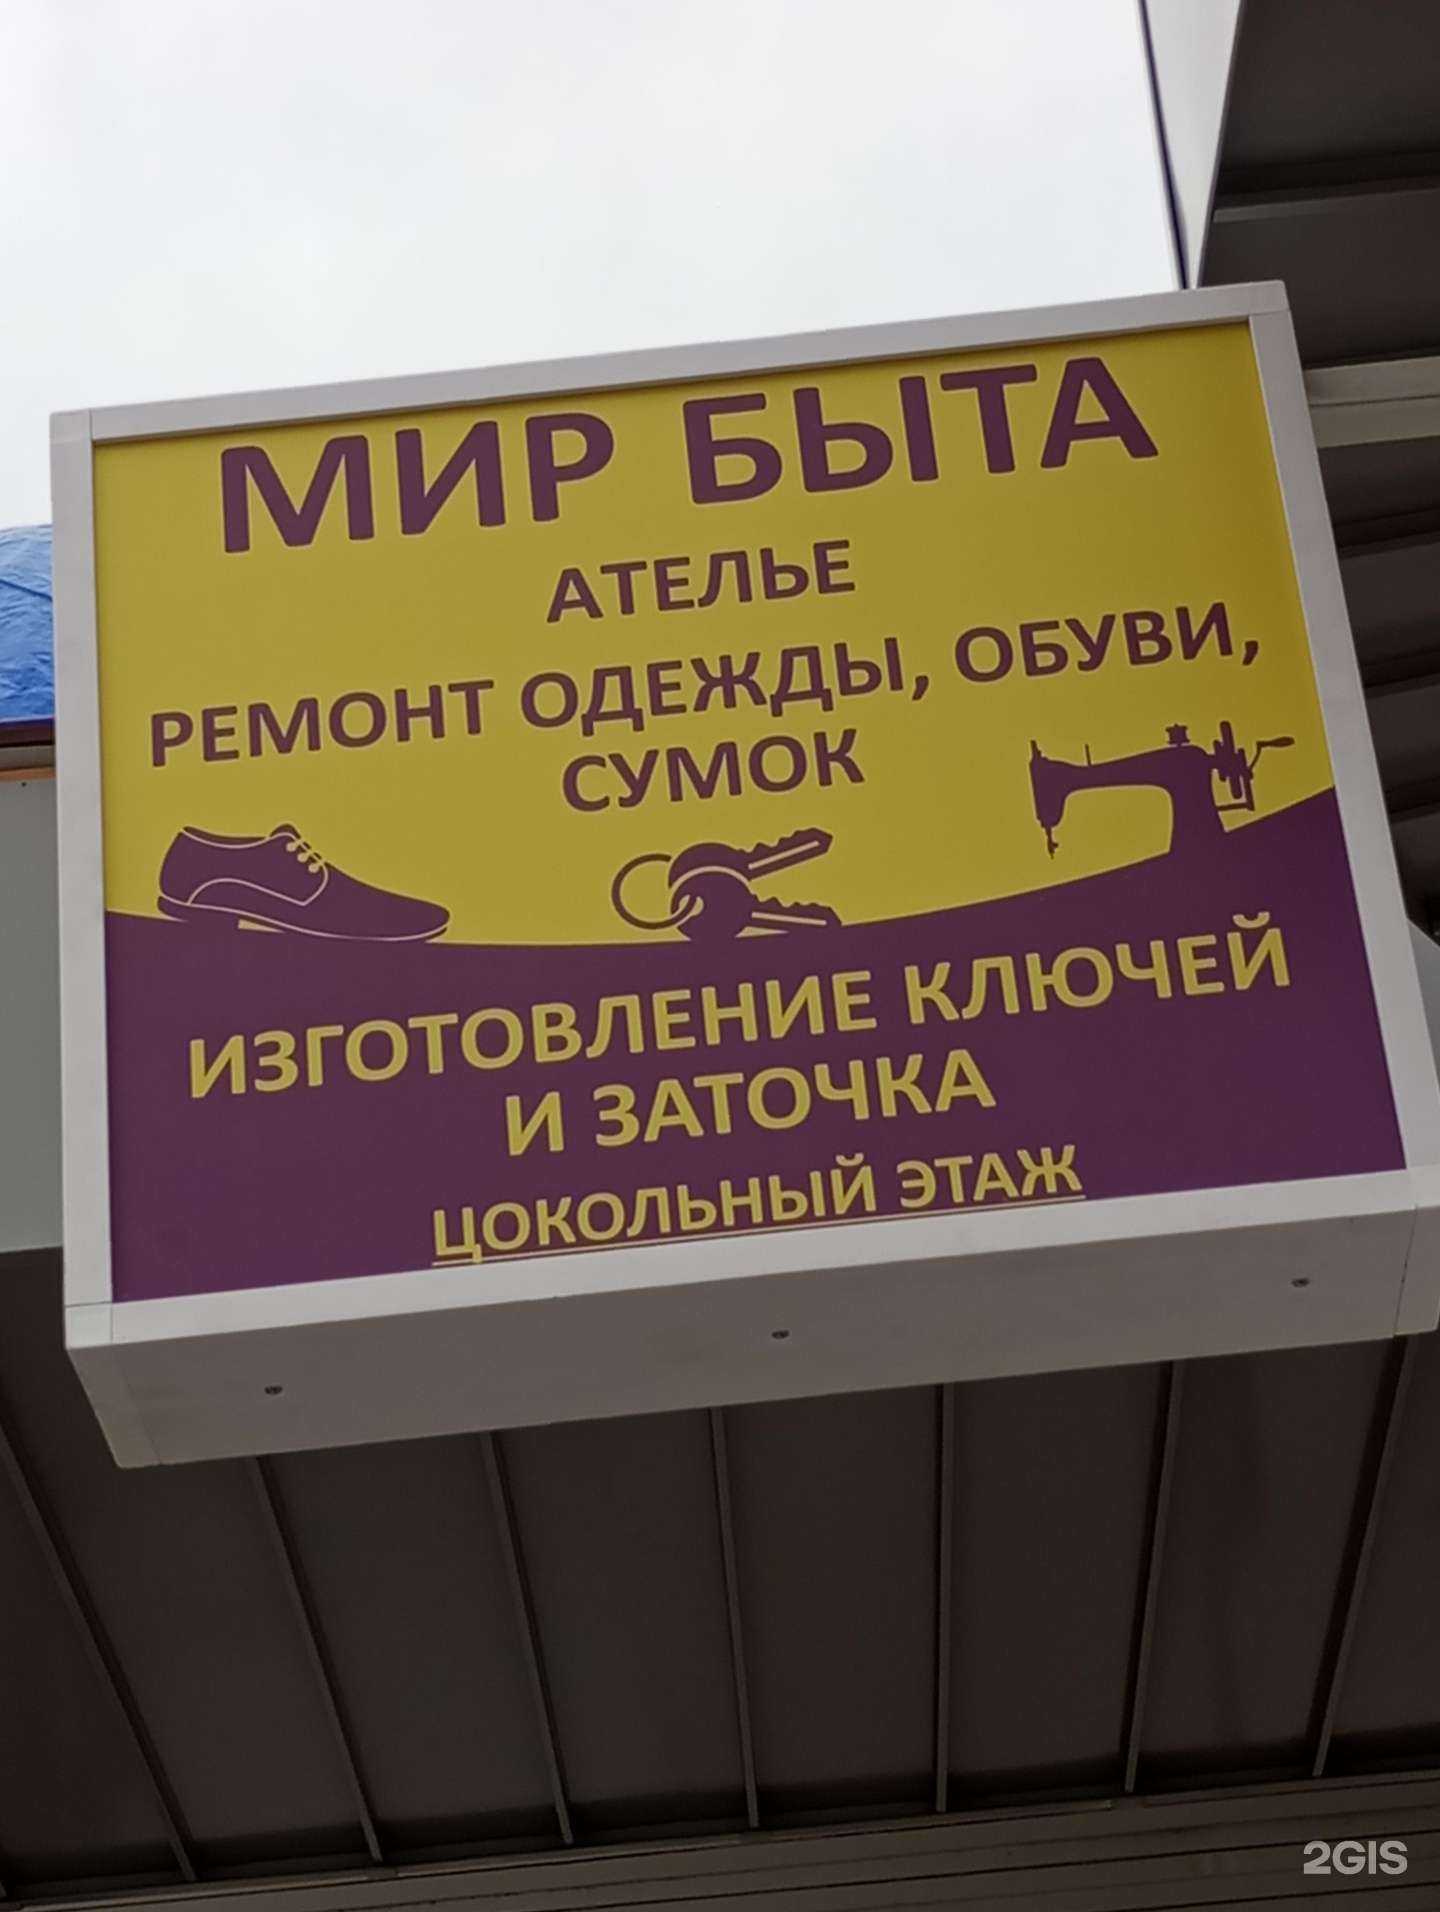 МИР БЫТА
АТЕЛЬЕ
РЕМОНТ ОДЕЖДЫ, ОБУВИ,
СУМОК
ИЗГОТОВЛЕНИЕ КЛЮЧЕЙ
И ЗАТОЧКА
ЦОКОЛЬНЫЙ ЭТАЖ
2GIS